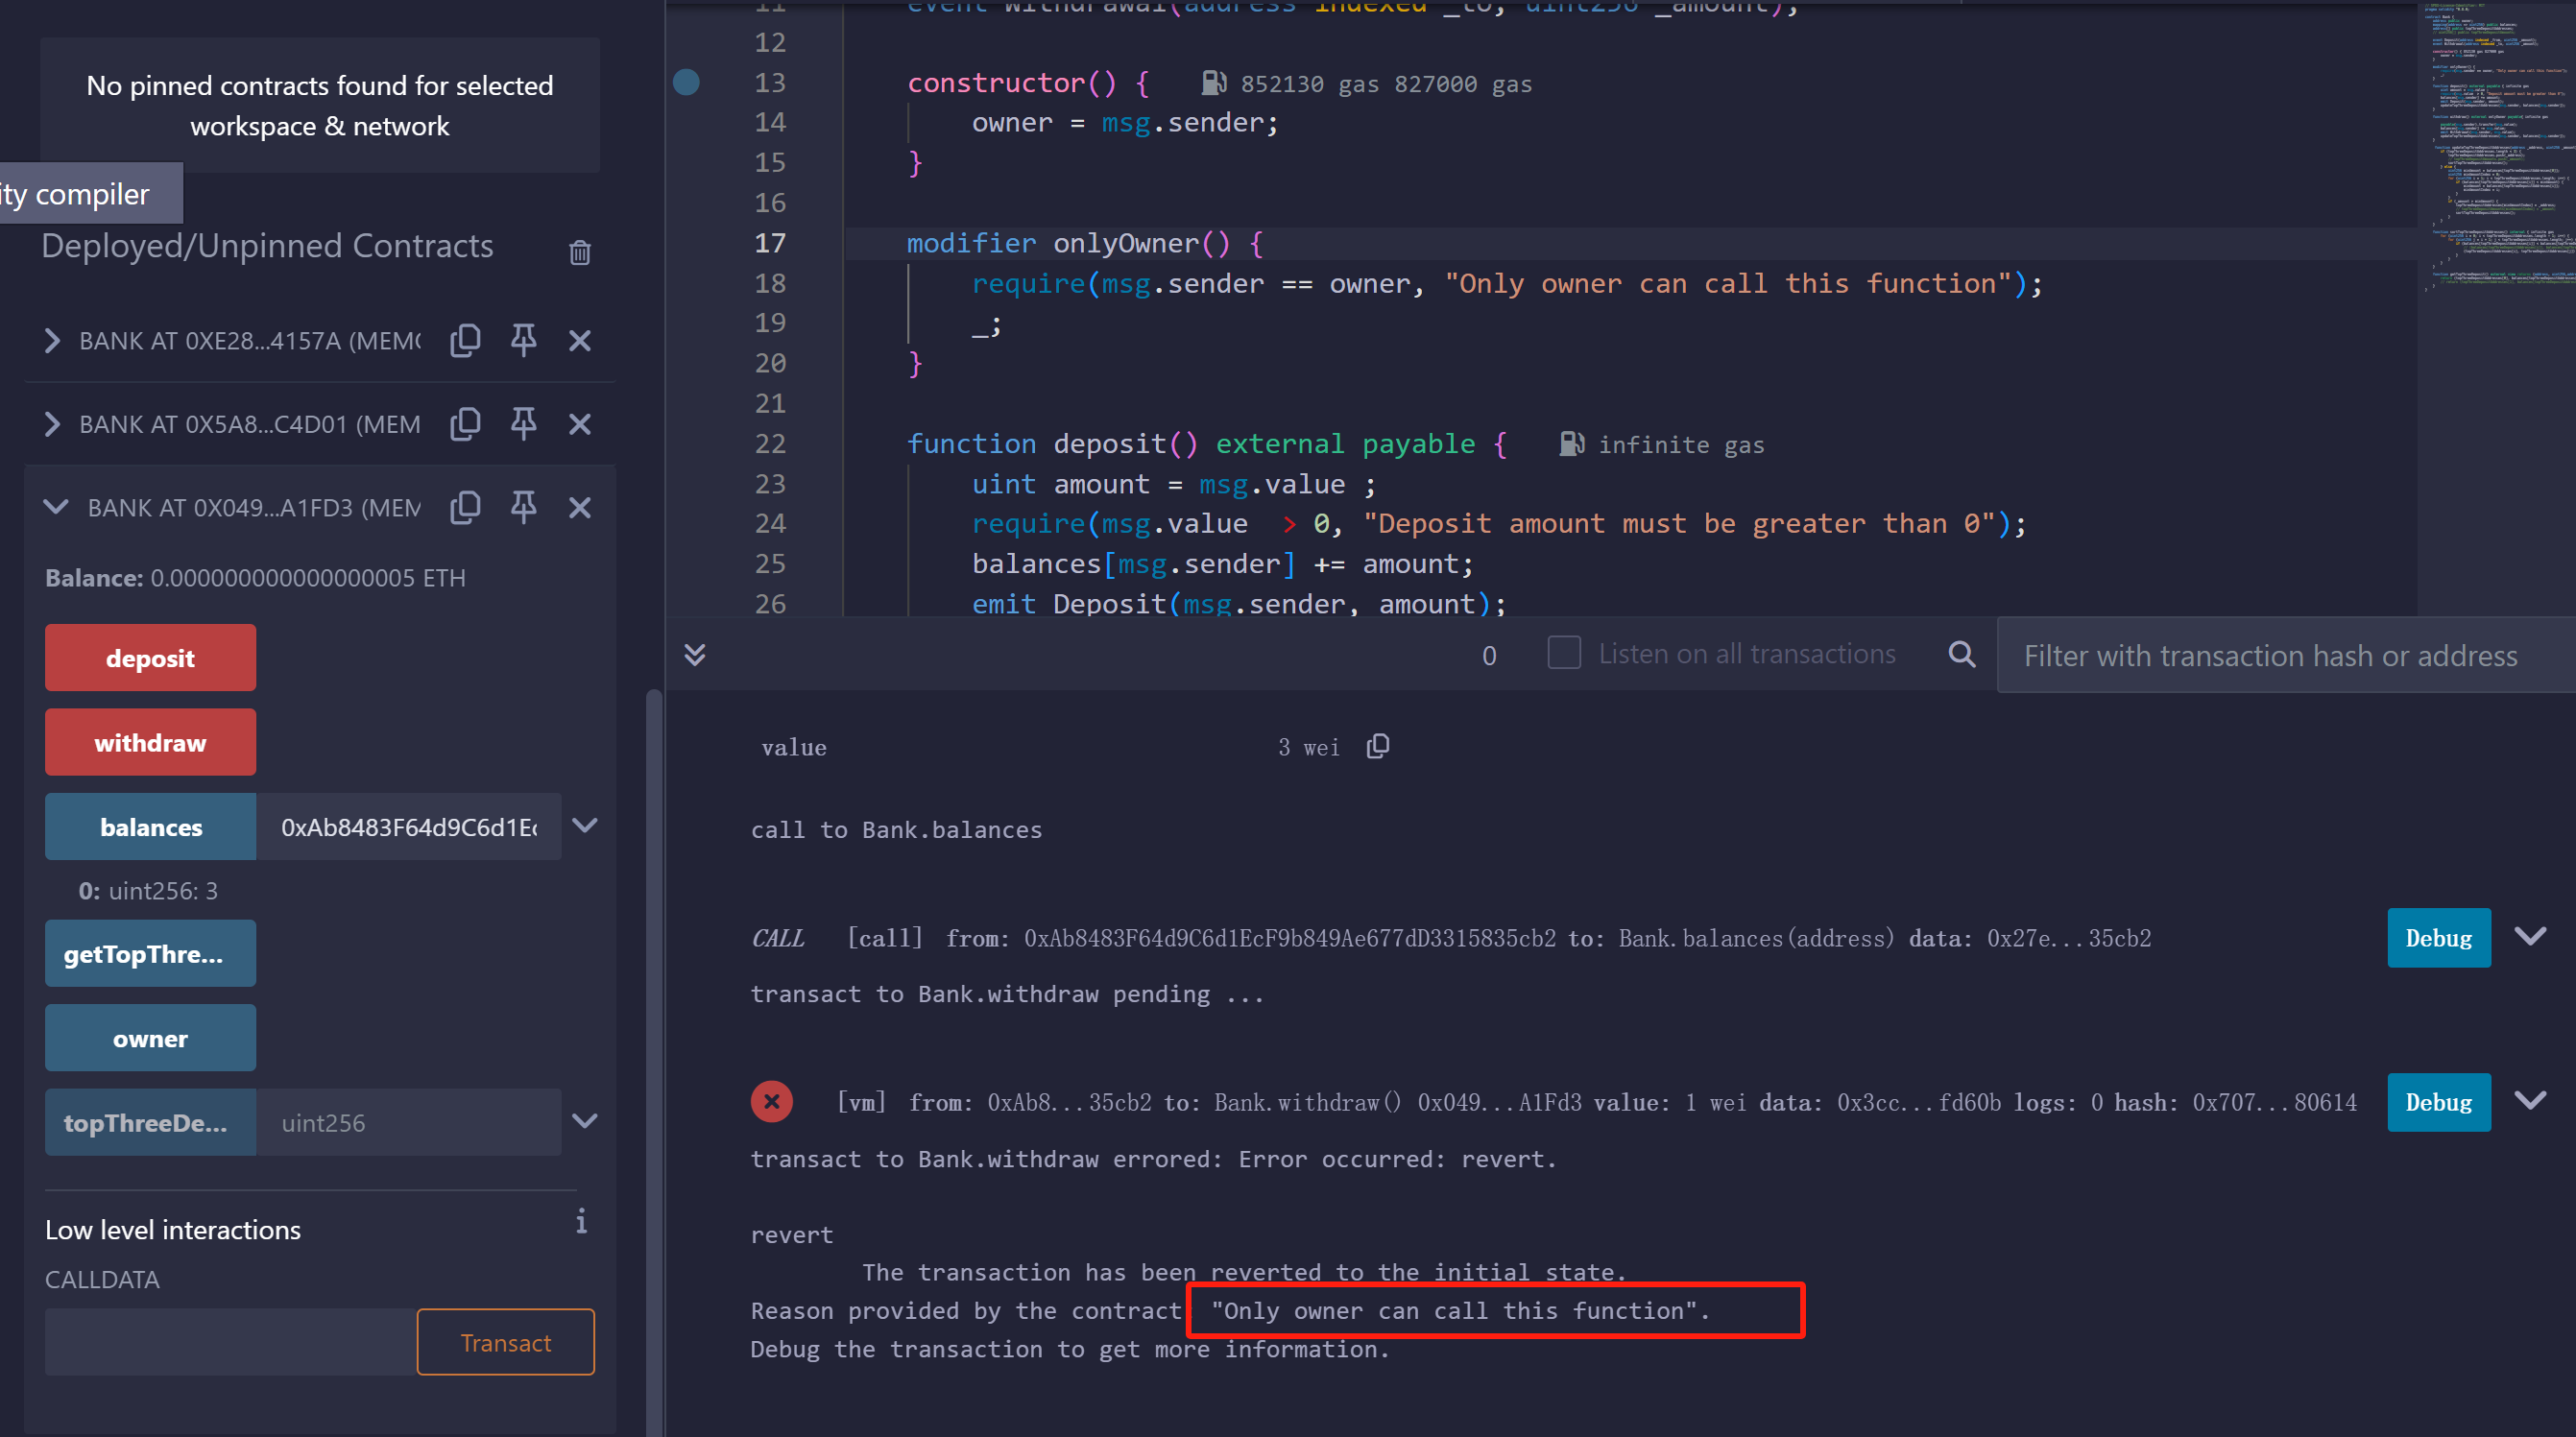 No pinned contracts found for selected
workspace & network
ity compiler
Deployed/Unpinned Contracts
BANK AT 0XE28...4157A (MEM
BANK AT 0X5A8...C4D01 (MEM
BANK AT 0X049...A1FD3 (MEM
Balance: 0.000000000000000005 ETH
deposit
withdraw
balances 0xAb8483F64d9C6d1Ec
0: uint256: 3
getTopThre...
owner
topThreeDe... uint256
Low level interactions
CALLDATA
Transact
11 event Withdrawal(address indexed _to, uint256 _amount);
12
13 constructor() { 852130 gas 827000 gas
14 owner = msg.sender;
15 }
16
17 modifier onlyOwner() {
18 require(msg.sender == owner, "Only owner can call this function");
19 _;
20 }
21
22 function deposit() external payable { infinite gas
23 uint amount = msg.value ;
24 require(msg.value  > 0, "Deposit amount must be greater than 0");
25 balances[msg.sender] += amount;
26 emit Deposit(msg.sender, amount);
0 Listen on all transactions Filter with transaction hash or address
value 3 wei
call to Bank.balances
CALL [call] from: 0xAb8483F64d9C6d1EcF9b849Ae677dD3315835cb2 to: Bank.balances(address) data: 0x27e...35cb2 Debug
transact to Bank.withdraw pending ...
[vm] from: 0xAb8...35cb2 to: Bank.withdraw() 0x049...A1Fd3 value: 1 wei data: 0x3cc...fd60b logs: 0 hash: 0x707...80614 Debug
transact to Bank.withdraw errored: Error occurred: revert.
revert
The transaction has been reverted to the initial state.
Reason provided by the contract "Only owner can call this function".
Debug the transaction to get more information.